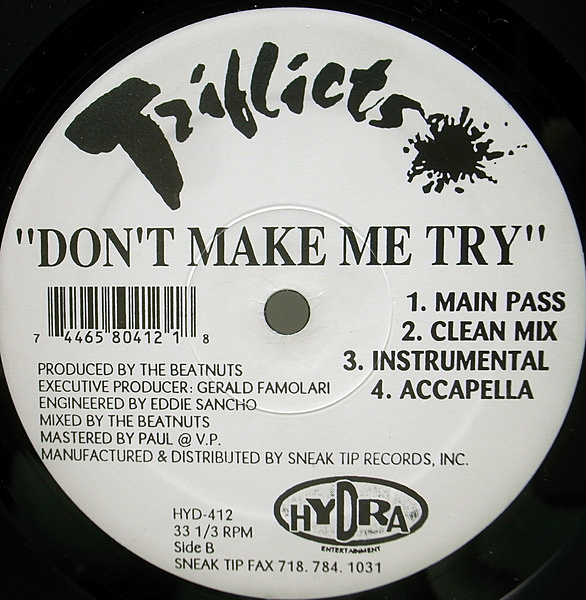 Triflicts
"DON'T MAKE ME TRY"
7 4465 80412 1 8
1. MAIN PASS
2. CLEAN MIX
3. INSTRUMENTAL
4. ACCAPELLA
PRODUCED BY THE BEATNUTS
EXECUTIVE PRODUCER: GERALD FAMOLARI
ENGINEERED BY EDDIE SANCHO
MIXED BY THE BEATNUTS
MASTERED BY PAUL @ V.P.
MANUFACTURED & DISTRIBUTED BY SNEAK TIP RECORDS, INC.
HYD-412
33 1/3 RPM
Side B
SNEAK TIP FAX 718. 784. 1031
HYDRA
ENTERTAINMENT